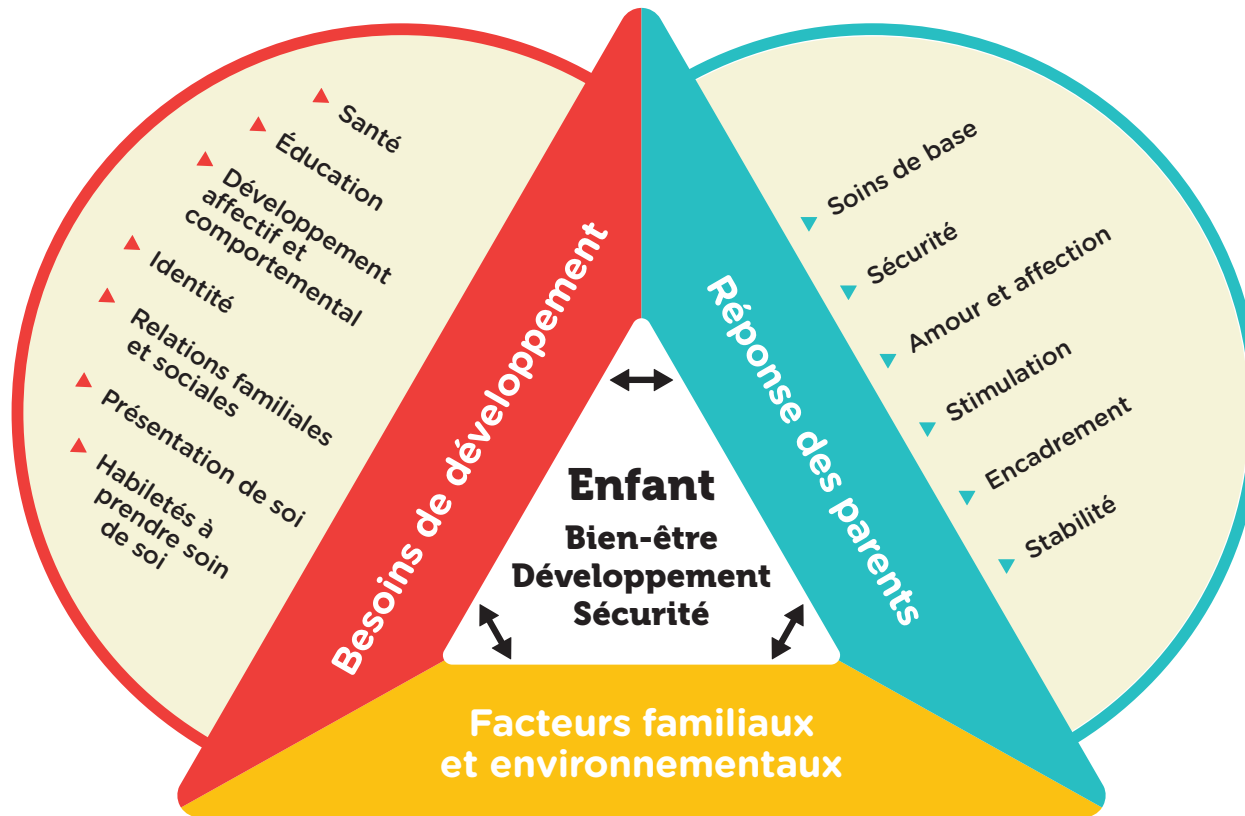 Santé
Éducation
Développement
affectif et
comportemental
Identité
Relations familiales
et sociales
Présentation de soi
Habiletés à
prendre soin
de soi
Besoins de développement
Réponse des parents
Soins de base
Sécurité
Amour et affection
Stimulation
Encadrement
Stabilité
Enfant
Bien-être
Développement
Sécurité
Facteurs familiaux
et environnementaux